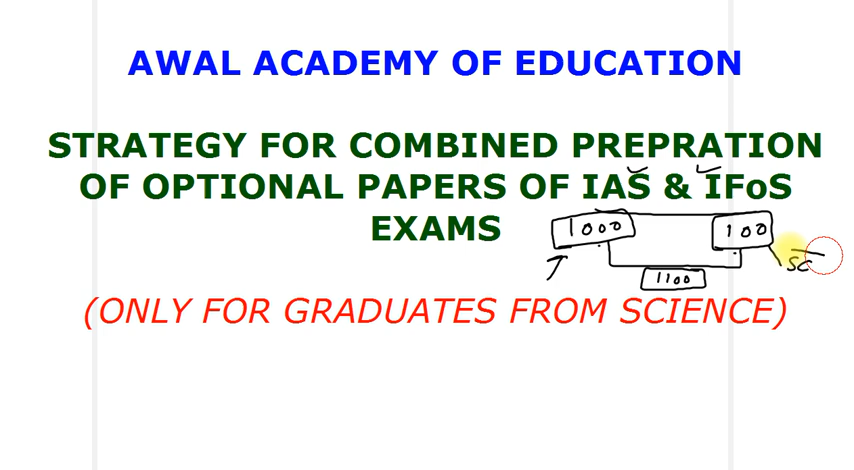 AWAL ACADEMY OF EDUCATION
STRATEGY FOR COMBINED PREPRATION
OF OPTIONAL PAPERS OF IAS & IFoS
EXAMS
1000 100
SC
1100
(ONLY FOR GRADUATES FROM SCIENCE)